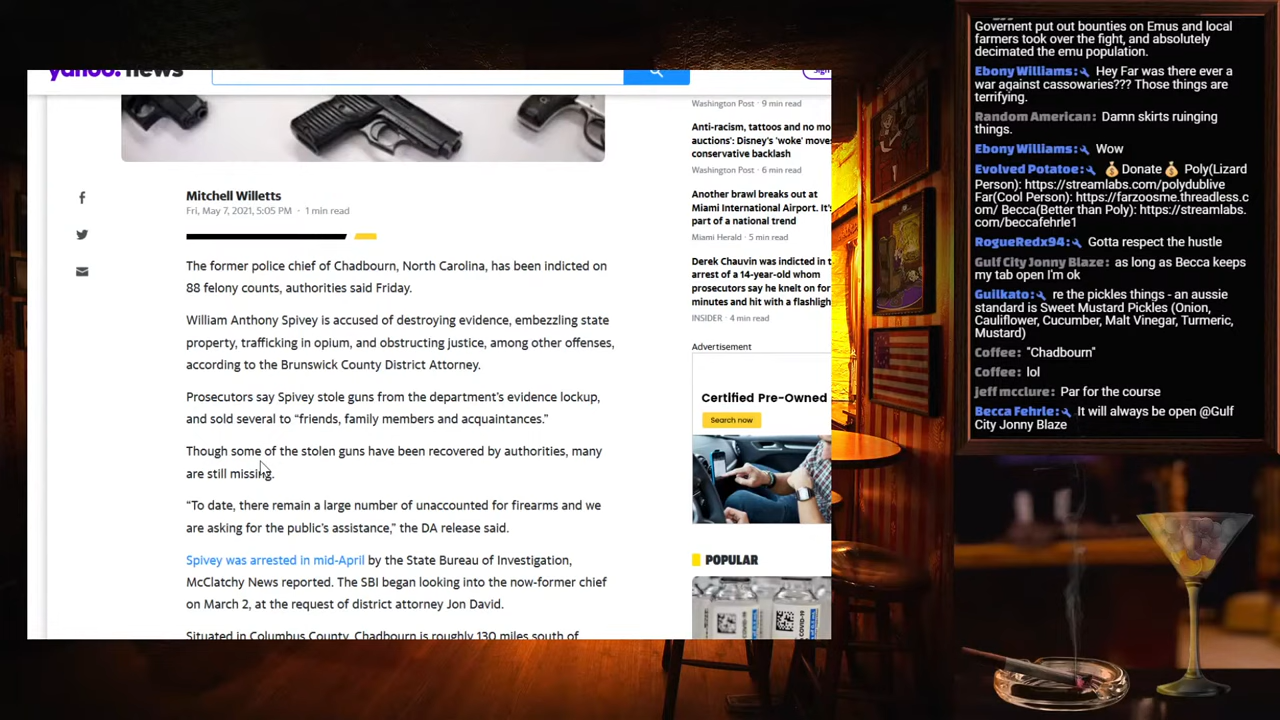 yahoo! news
Sign
Mitchell Willetts
Fri, May 7, 2021, 5:05 PM · 1 min read
The former police chief of Chadbourn, North Carolina, has been indicted on
88 felony counts, authorities said Friday.
William Anthony Spivey is accused of destroying evidence, embezzling state
property, trafficking in opium, and obstructing justice, among other offenses,
according to the Brunswick County District Attorney.
Prosecutors say Spivey stole guns from the department's evidence lockup,
and sold several to “friends, family members and acquaintances.”
Though some of the stolen guns have been recovered by authorities, many
are still missing.
“To date, there remain a large number of unaccounted for firearms and we
are asking for the public's assistance,” the DA release said.
Spivey was arrested in mid-April by the State Bureau of Investigation,
McClatchy News reported. The SBI began looking into the now-former chief
on March 2, at the request of district attorney Jon David.
Situated in Columbus County, Chadbourn is roughly 130 miles south of
Washington Post · 9 min read
Anti-racism, tattoos and no mo
auctions': Disney's 'woke' move
conservative backlash
Washington Post · 6 min read
Another brawl breaks out at
Miami International Airport. It's
part of a national trend
Miami Herald · 5 min read
Derek Chauvin was indicted in t
arrest of a 14-year-old whom
prosecutors say he knelt on for
minutes and hit with a flashligh
INSIDER · 4 min read
Advertisement
Certified Pre-Owned
Search now
POPULAR
COVID-19
Governent put out bounties on Emus and local
farmers took over the fight, and absolutely
decimated the emu population.
Ebony Williams: Hey Far was there ever a
war against cassowaries??? Those things are
terrifying.
Random American: Damn skirts ruinging
things.
Ebony Williams: Wow
Evolved Potatoe: 💰Donate💰 Poly(Lizard
Person): https://streamlabs.com/polydublive
Far(Cool Person): https://farzoosme.threadless.c
om/ Becca(Better than Poly): https://streamlabs.
com/beccafehrle1
RogueRedx94: Gotta respect the hustle
Gulf City Jonny Blaze: as long as Becca keeps
my tab open I'm ok
Guilkato: re the pickles things - an aussie
standard is Sweet Mustard Pickles (Onion,
Cauliflower, Cucumber, Malt Vinegar, Turmeric,
Mustard)
Coffee: "Chadbourn"
Coffee: lol
jeff mcclure: Par for the course
Becca Fehrle: It will always be open @Gulf
City Jonny Blaze